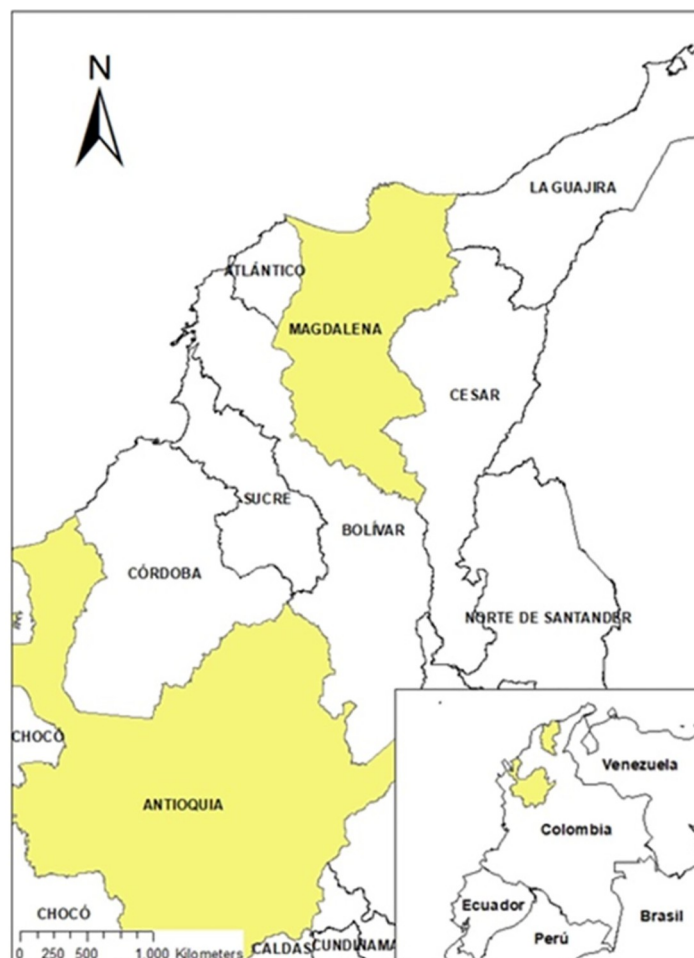 N
LA GUAJIRA
ATLÁNTICO
MAGDALENA
CESAR
SUCRE
BOLÍVAR
CÓRDOBA
NORTE DE SANTANDER
CHOCÓ
ANTIOQUIA
CHOCÓ
CALDAS
CUNDINAMA
0 250 500 1.000 Kilometers
Venezuela
Colombia
Ecuador
Perú
Brasil